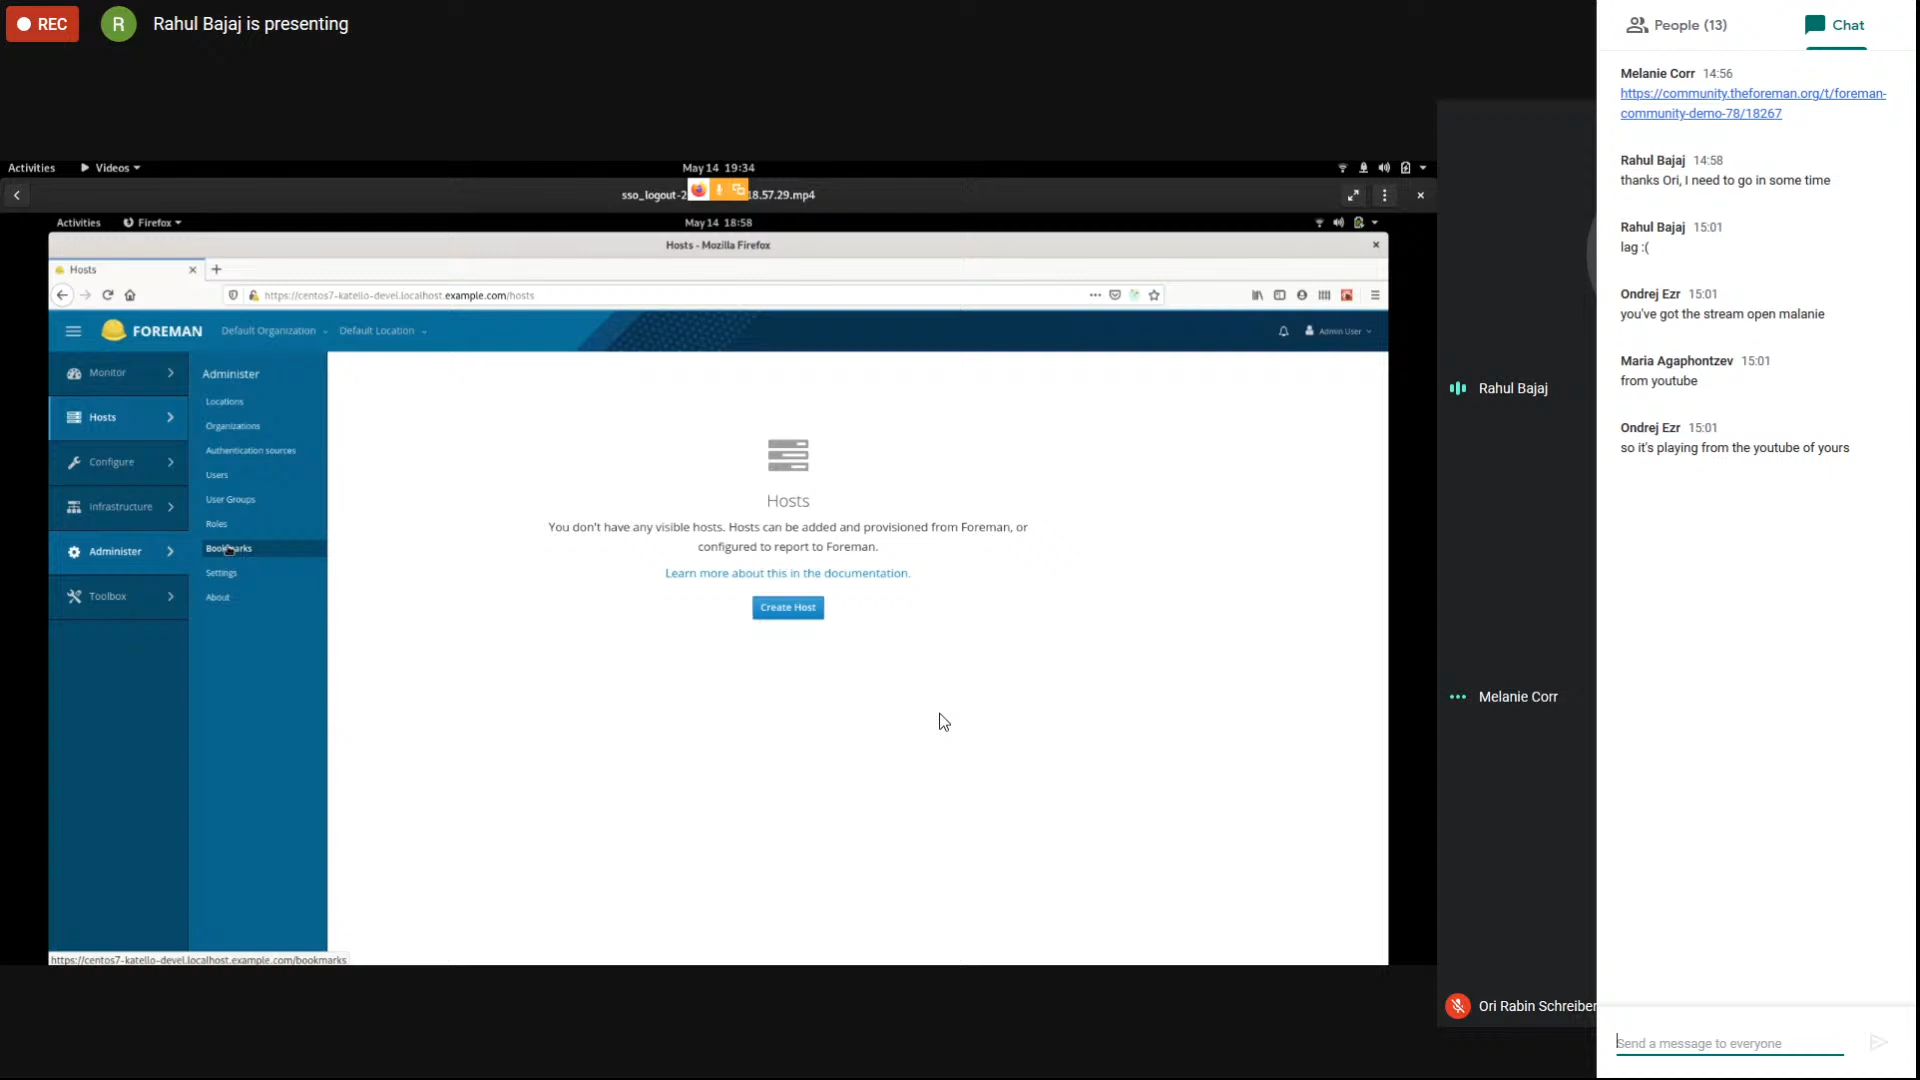 REC
R
Rahul Bajaj is presenting
People (13)
Chat
Melanie Corr 14:56
https://community.theforeman.org/t/foreman-
community-demo-78/18267
Rahul Bajaj 14:58
thanks Ori, I need to go in some time
Rahul Bajaj 15:01
lag :(
Ondrej Ezr 15:01
you've got the stream open malanie
Maria Agaphontzev 15:01
from youtube
Ondrej Ezr 15:01
so it's playing from the youtube of yours
Send a message to everyone
Activities Videos May 14 19:34
sso_logout-2 18.57.29.mp4
Activities Firefox May 14 18:58
Hosts - Mozilla Firefox
Hosts
https://centos7-katello-devel.localhost.example.com/hosts
FOREMAN Default Organization Default Location Admin User
Monitor
Hosts
Configure
Infrastructure
Administer
Toolbox
Administer
Locations
Organizations
Authentication sources
Users
User Groups
Roles
Bookmarks
Settings
About
Hosts
You don't have any visible hosts. Hosts can be added and provisioned from Foreman, or
configured to report to Foreman.
Learn more about this in the documentation.
Create Host
https://centos7-katello-devel.localhost.example.com/bookmarks
Rahul Bajaj
Melanie Corr
Ori Rabin Schreiber